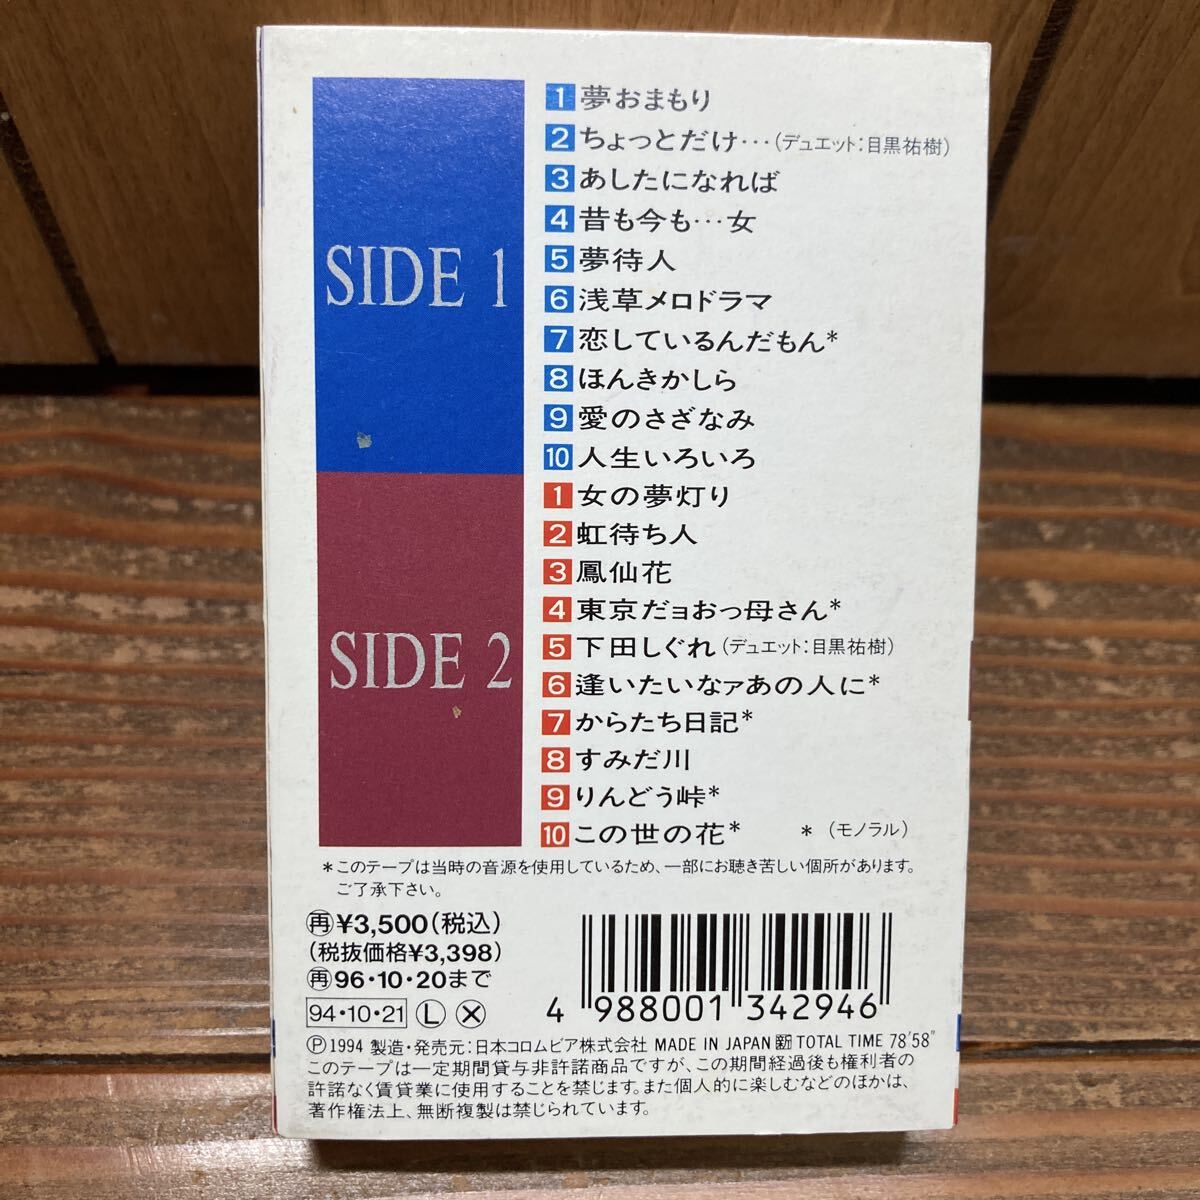 SIDE 1
1 夢おまもり
2 ちょっとだけ…(デュエット:目黒祐樹)
3 あしたになれば
4 昔も今も…女
5 夢待人
6 浅草メロドラマ
7 恋しているんだもん*
8 ほんきかしら
9 愛のさざなみ
10 人生いろいろ
SIDE 2
1 女の夢灯り
2 虹待ち人
3 鳳仙花
4 東京だョおっ母さん*
5 下田しぐれ(デュエット:目黒祐樹)
6 逢いたいなァあの人に*
7 からたち日記*
8 すみだ川
9 りんどう峠*
10 この世の花* *(モノラル)
*このテープは当時の音源を使用しているため、一部にお聴き苦しい個所があります。
ご了承下さい。
再¥3,500(税込)
(税抜価格¥3,398)
再96・10・20まで
94・10・21 Ⓛ Ⓧ
4 988001 342946
Ⓟ1994 製造・発売元:日本コロムビア株式会社 MADE IN JAPAN TOTAL TIME 78'58"
このテープは一定期間貸与非許諾商品ですが、この期間経過後も権利者の
許諾なく賃貸業に使用することを禁じます。また個人的に楽しむなどのほかは、
著作権法上、無断複製は禁じられています。